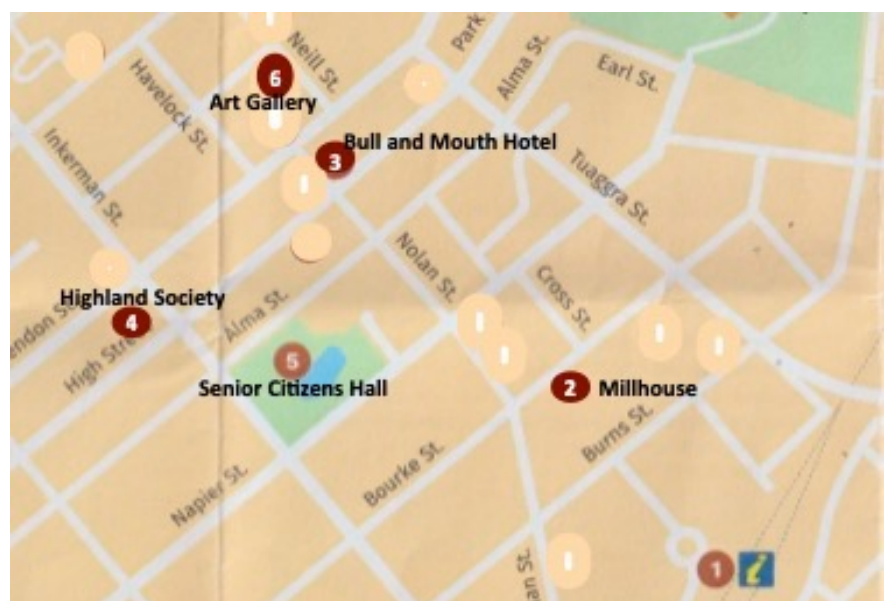 Neill St.
Park
Alma St.
Earl St.
Havelock St.
6
Art Gallery
Bull and Mouth Hotel
3
Inkerman St.
Tuaggra St.
Nolan St.
Cross St.
Highland Society
4
Alma St.
High
5
Senior Citizens Hall
2 Millhouse
Burns St.
Bourke St.
Napier St.
1 i